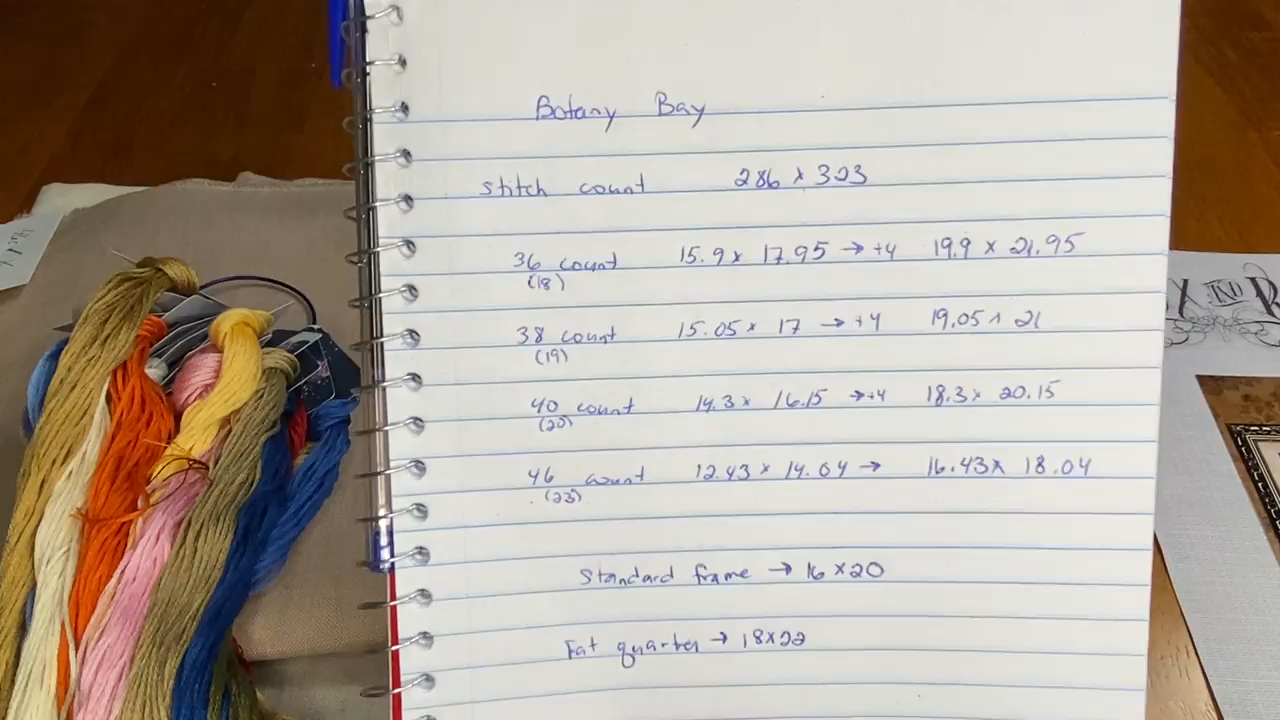 Botany Bay
stitch count 286 x 323
36 count 15.9 x 17.95 → +4 19.9 x 21.95
(18)
38 count 15.05 x 17 → +4 19.05 x 21
(19)
40 count 14.3 x 16.15 → +4 18.3 x 20.15
(20)
46 count 12.43 x 14.04 → 16.43 x 18.04
(23)
Standard frame → 16 x 20
Fat quarter → 18 x 22
AND